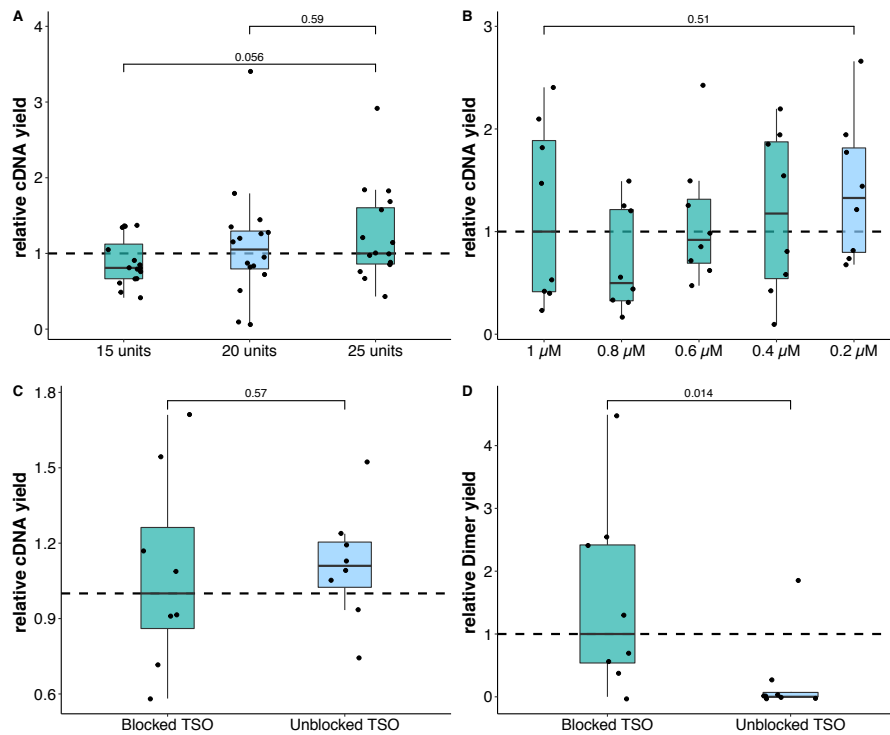 A
relative cDNA yield
4
3
2
1
0
0.59
0.056
15 units
20 units
25 units
B
relative cDNA yield
3
2
1
0
0.51
1 µM
0.8 µM
0.6 µM
0.4 µM
0.2 µM
C
relative cDNA yield
1.8
1.5
1.2
0.9
0.6
0.57
Blocked TSO
Unblocked TSO
D
relative Dimer yield
4
3
2
1
0
0.014
Blocked TSO
Unblocked TSO